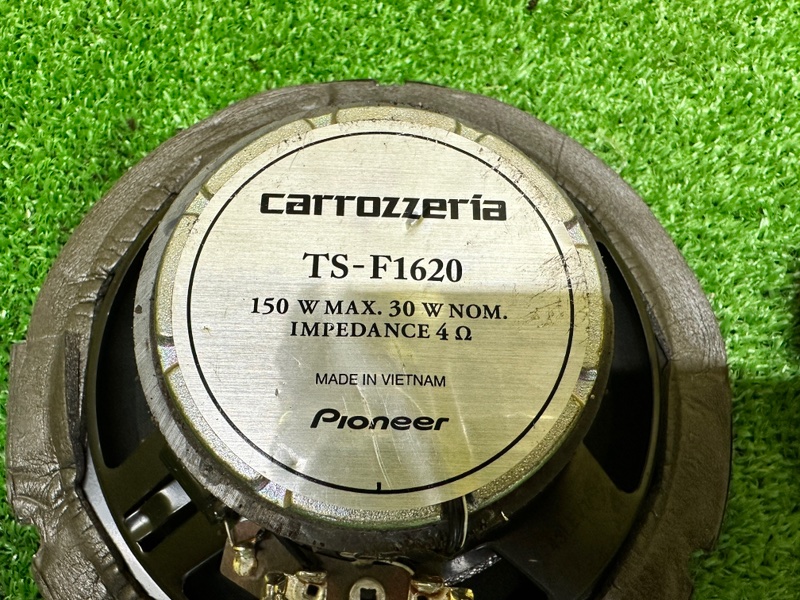 carrozzeria
TS-F1620
150 W MAX. 30 W NOM.
IMPEDANCE 4 Ω
MADE IN VIETNAM
Pioneer